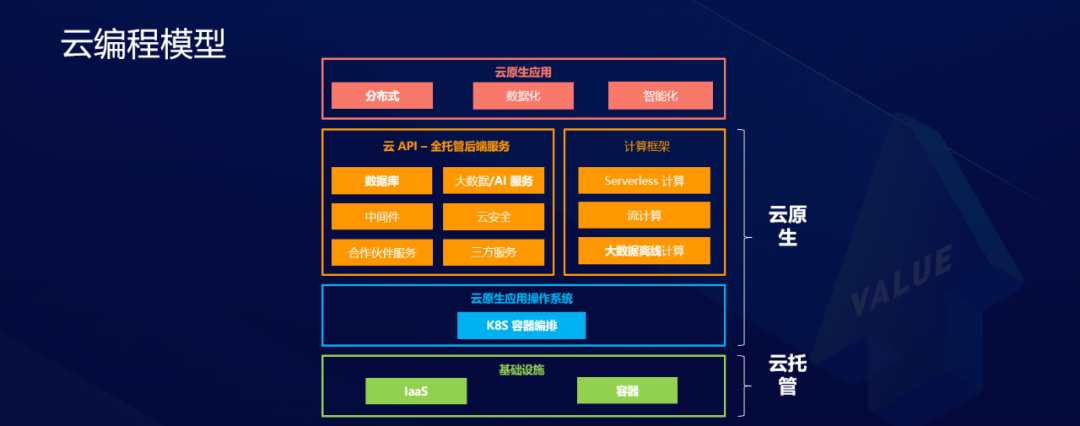 云编程模型
云原生应用
分布式
数据化
智能化
云 API – 全托管后端服务
数据库
大数据/AI 服务
中间件
云安全
合作伙伴服务
三方服务
计算框架
Serverless 计算
流计算
大数据离线计算
云原
生
云原生应用操作系统
K8S 容器编排
基础设施
IaaS
容器
云托
管
VALUE